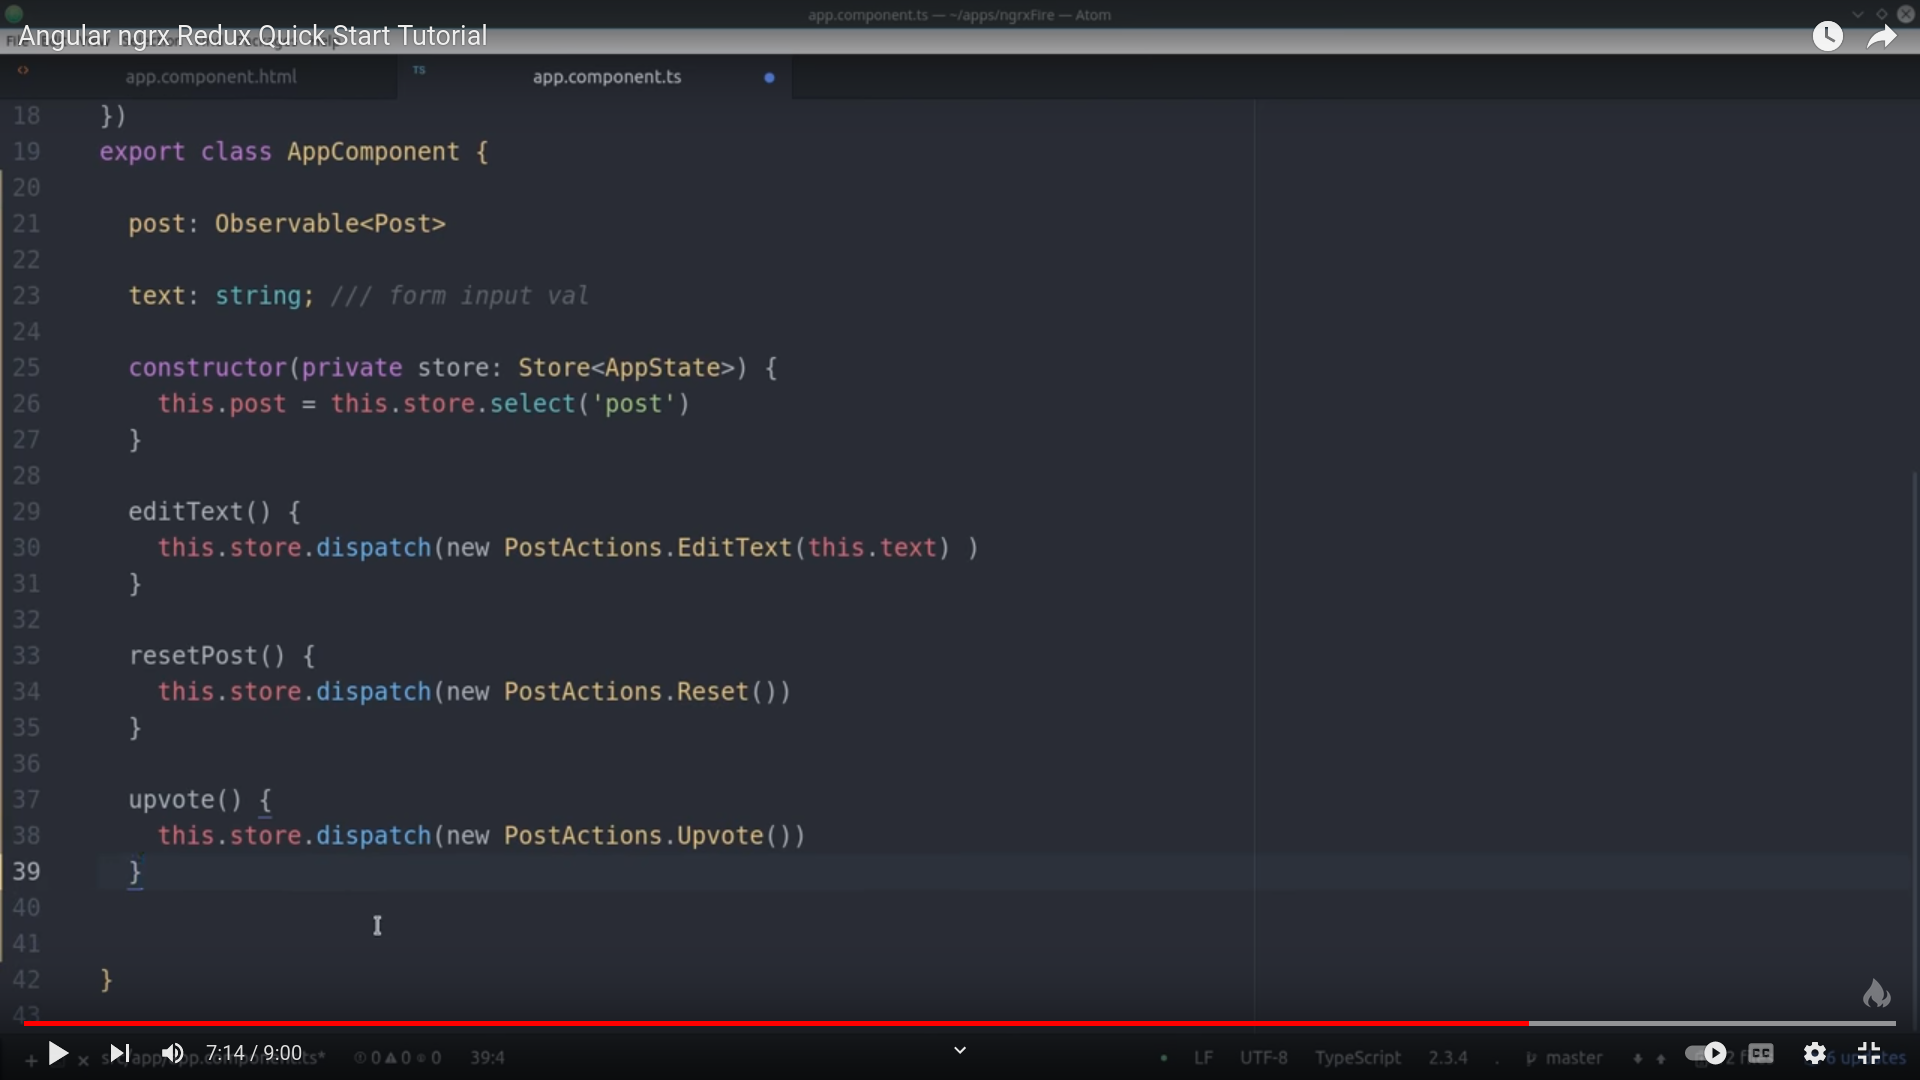 app.component.ts — ~/apps/ngrxFire — Atom
Angular ngrx Redux Quick Start Tutorial
app.component.html
TS app.component.ts
18 })
19 export class AppComponent {
20
21 post: Observable<Post>
22
23 text: string; /// form input val
24
25 constructor(private store: Store<AppState>) {
26 this.post = this.store.select('post')
27 }
28
29 editText() {
30 this.store.dispatch(new PostActions.EditText(this.text) )
31 }
32
33 resetPost() {
34 this.store.dispatch(new PostActions.Reset())
35 }
36
37 upvote() {
38 this.store.dispatch(new PostActions.Upvote())
39 }
40
41
42 }
43
7:14 / 9:00
39:4 LF UTF-8 TypeScript 2.3.4 master CC